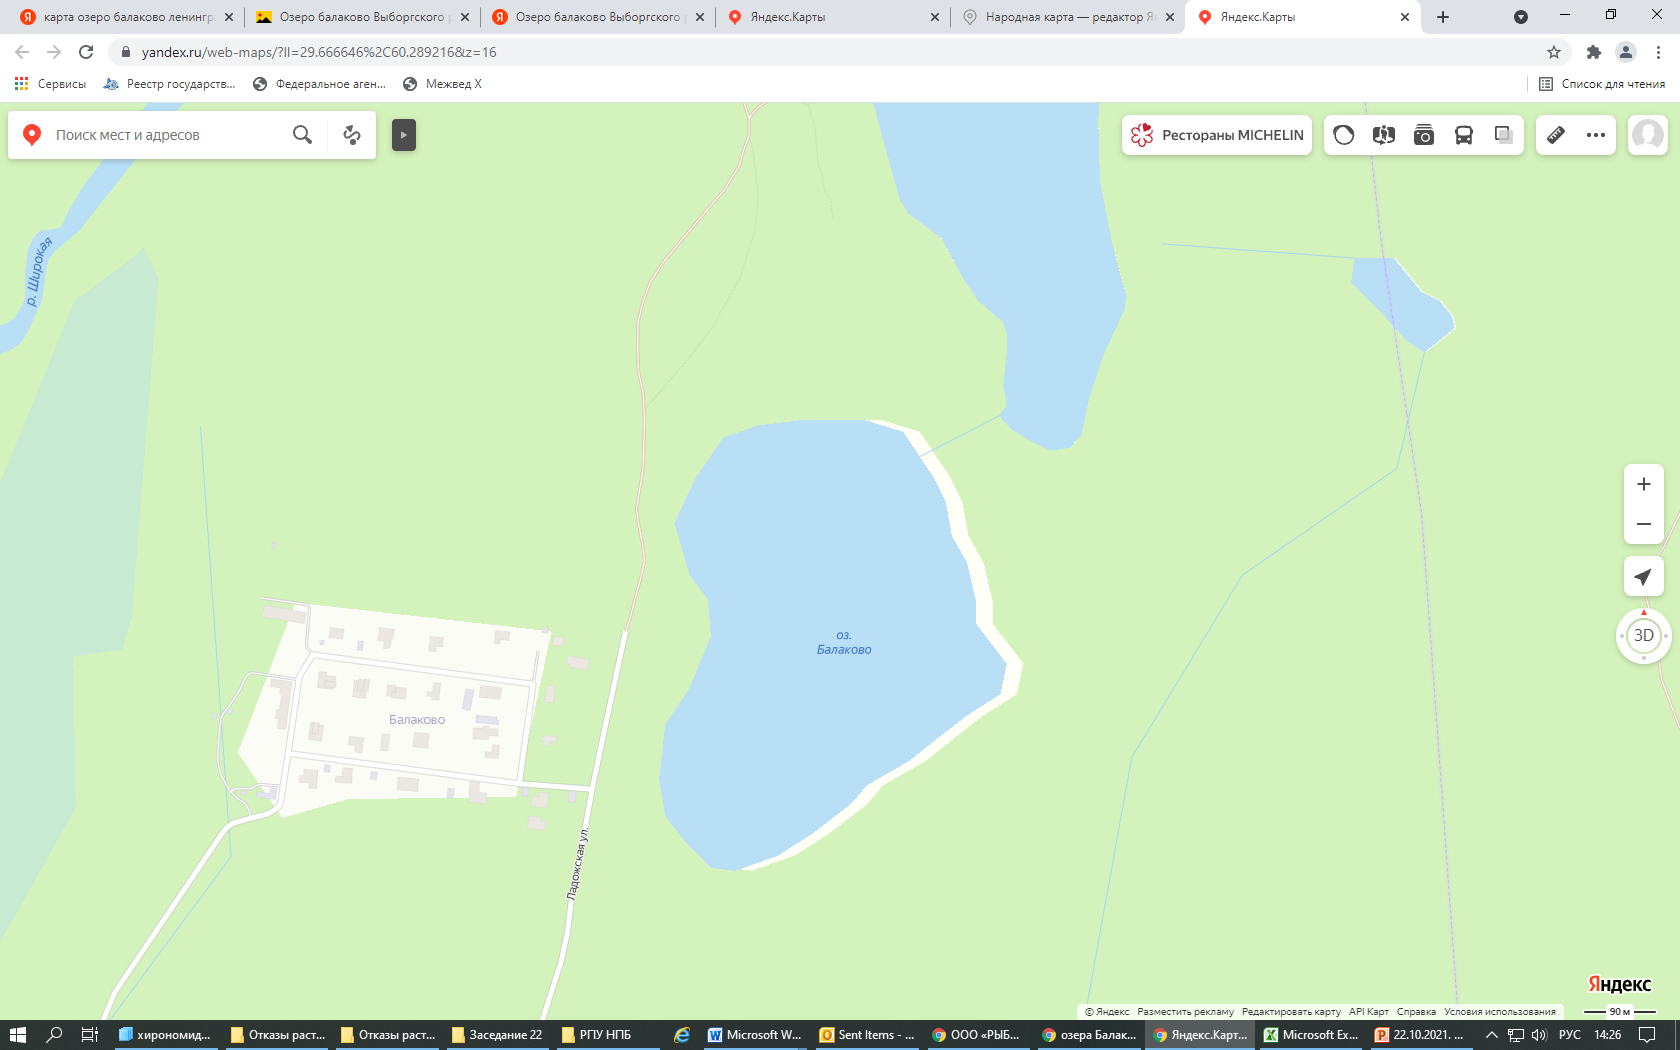 карта озеро балаково ленингр
Озеро балаково Выборгского р
Озеро балаково Выборгского р
Яндекс.Карты
Народная карта — редактор Я
Яндекс.Карты
yandex.ru/web-maps/?ll=29.666646%2C60.289216&z=16
Сервисы
Реестр государств...
Федеральное аген...
Межвед X
Список для чтения
Поиск мест и адресов
Рестораны MICHELIN
р. Широкая
оз.
Балаково
3D
Балаково
Ладожская ул.
Яндекс
© Яндекс Разместить рекламу Редактировать карту API Карт Справка Условия использования
90 м
хирономид...
Отказы раст...
Отказы раст...
Заседание 22
РПУ НПБ
Microsoft W...
Sent Items - ...
ООО «РЫБ...
озера Балак...
Яндекс.Карт...
Microsoft Ex...
22.10.2021. ...
РУС
14:26